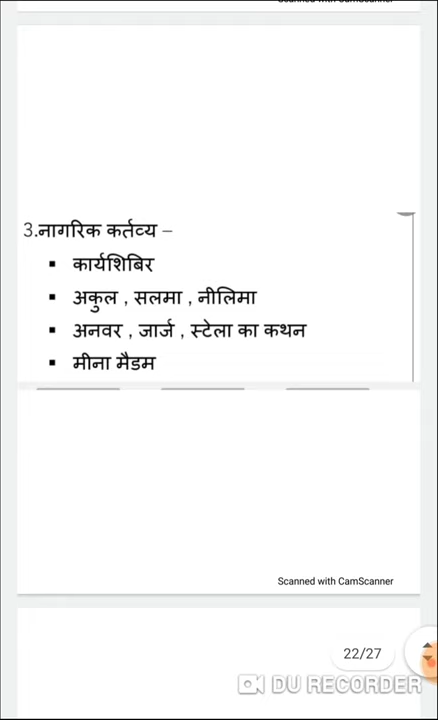 3.नागरिक कर्तव्य –
▪ कार्यशिबिर
▪ अकुल , सलमा , नीलिमा
▪ अनवर , जार्ज , स्टेला का कथन
▪ मीना मैडम
Scanned with CamScanner
22/27
DU RECORDER